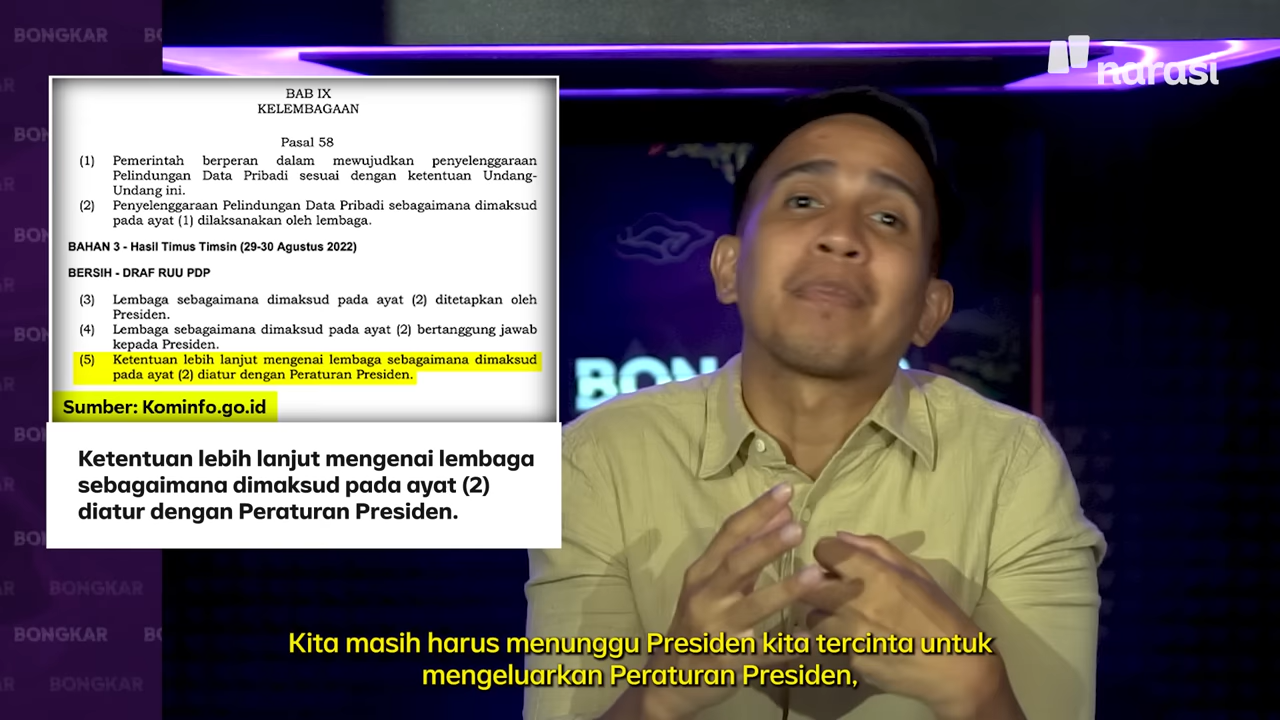 BONGKAR
narasi
BAB IX
KELEMBAGAAN
Pasal 58
(1) Pemerintah berperan dalam mewujudkan penyelenggaraan
Pelindungan Data Pribadi sesuai dengan ketentuan Undang-
Undang ini.
(2) Penyelenggaraan Pelindungan Data Pribadi sebagaimana dimaksud
pada ayat (1) dilaksanakan oleh lembaga.
BAHAN 3 - Hasil Timus Timsin (29-30 Agustus 2022)
BERSIH - DRAF RUU PDP
(3) Lembaga sebagaimana dimaksud pada ayat (2) ditetapkan oleh
Presiden.
(4) Lembaga sebagaimana dimaksud pada ayat (2) bertanggung jawab
kepada Presiden.
(5) Ketentuan lebih lanjut mengenai lembaga sebagaimana dimaksud
pada ayat (2) diatur dengan Peraturan Presiden.
Sumber: Kominfo.go.id
Ketentuan lebih lanjut mengenai lembaga
sebagaimana dimaksud pada ayat (2)
diatur dengan Peraturan Presiden.
BONGKAR
BONGKAR
BONGKAR
Kita masih harus menunggu Presiden kita tercinta untuk
mengeluarkan Peraturan Presiden,
BONGKAR